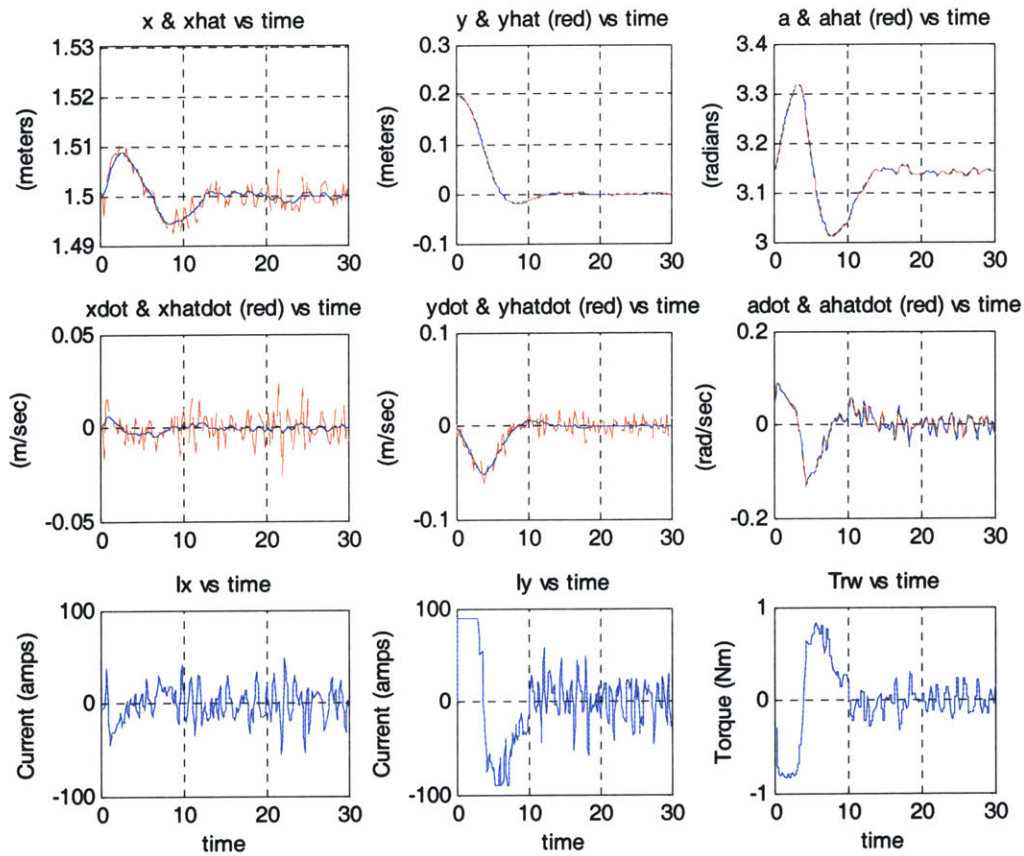 x & xhat vs time
y & yhat (red) vs time
a & ahat (red) vs time
1.53
1.52
1.51
1.5
1.49
(meters)
0 10 20 30
0.3
0.2
0.1
0
-0.1
(meters)
0 10 20 30
3.4
3.3
3.2
3.1
3
(radians)
0 10 20 30
xdot & xhatdot (red) vs time
ydot & yhatdot (red) vs time
adot & ahatdot (red) vs time
0.05
0
-0.05
(m/sec)
0 10 20 30
0.1
0
-0.1
(m/sec)
0 10 20 30
0.2
0
-0.2
(rad/sec)
0 10 20 30
Ix vs time
Iy vs time
Trw vs time
100
0
-100
Current (amps)
0 10 20 30
time
100
0
-100
Current (amps)
0 10 20 30
time
1
0
-1
Torque (Nm)
0 10 20 30
time